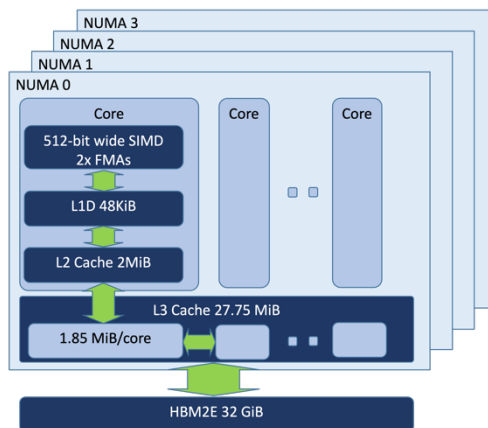 NUMA 3
NUMA 2
NUMA 1
NUMA 0
Core
Core
Core
512-bit wide SIMD
2x FMAs
L1D 48KiB
L2 Cache 2MiB
L3 Cache 27.75 MiB
1.85 MiB/core
HBM2E 32 GiB